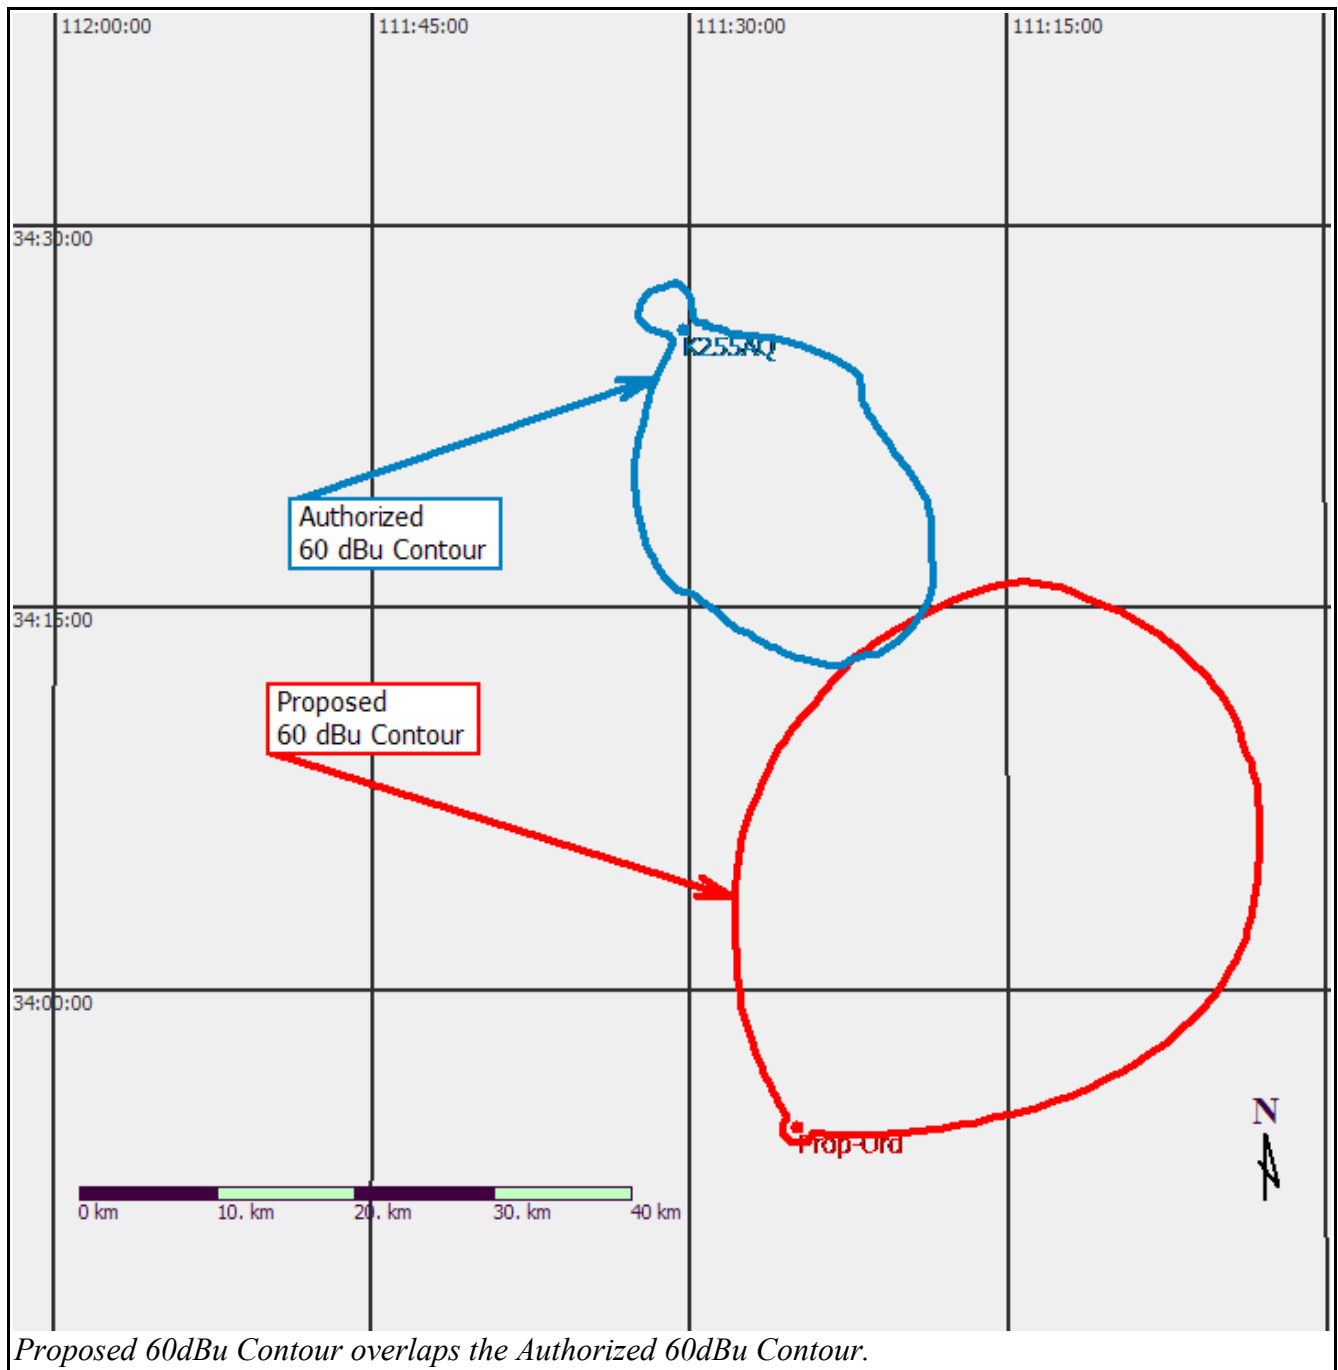 112:00:00 111:45:00 111:30:00 111:15:00
34:30:00
K255AQ
Authorized
60 dBu Contour
34:15:00
Proposed
60 dBu Contour
34:00:00
N
Prop-Ord
0 km 10. km 20. km 30. km 40 km
Proposed 60dBu Contour overlaps the Authorized 60dBu Contour.